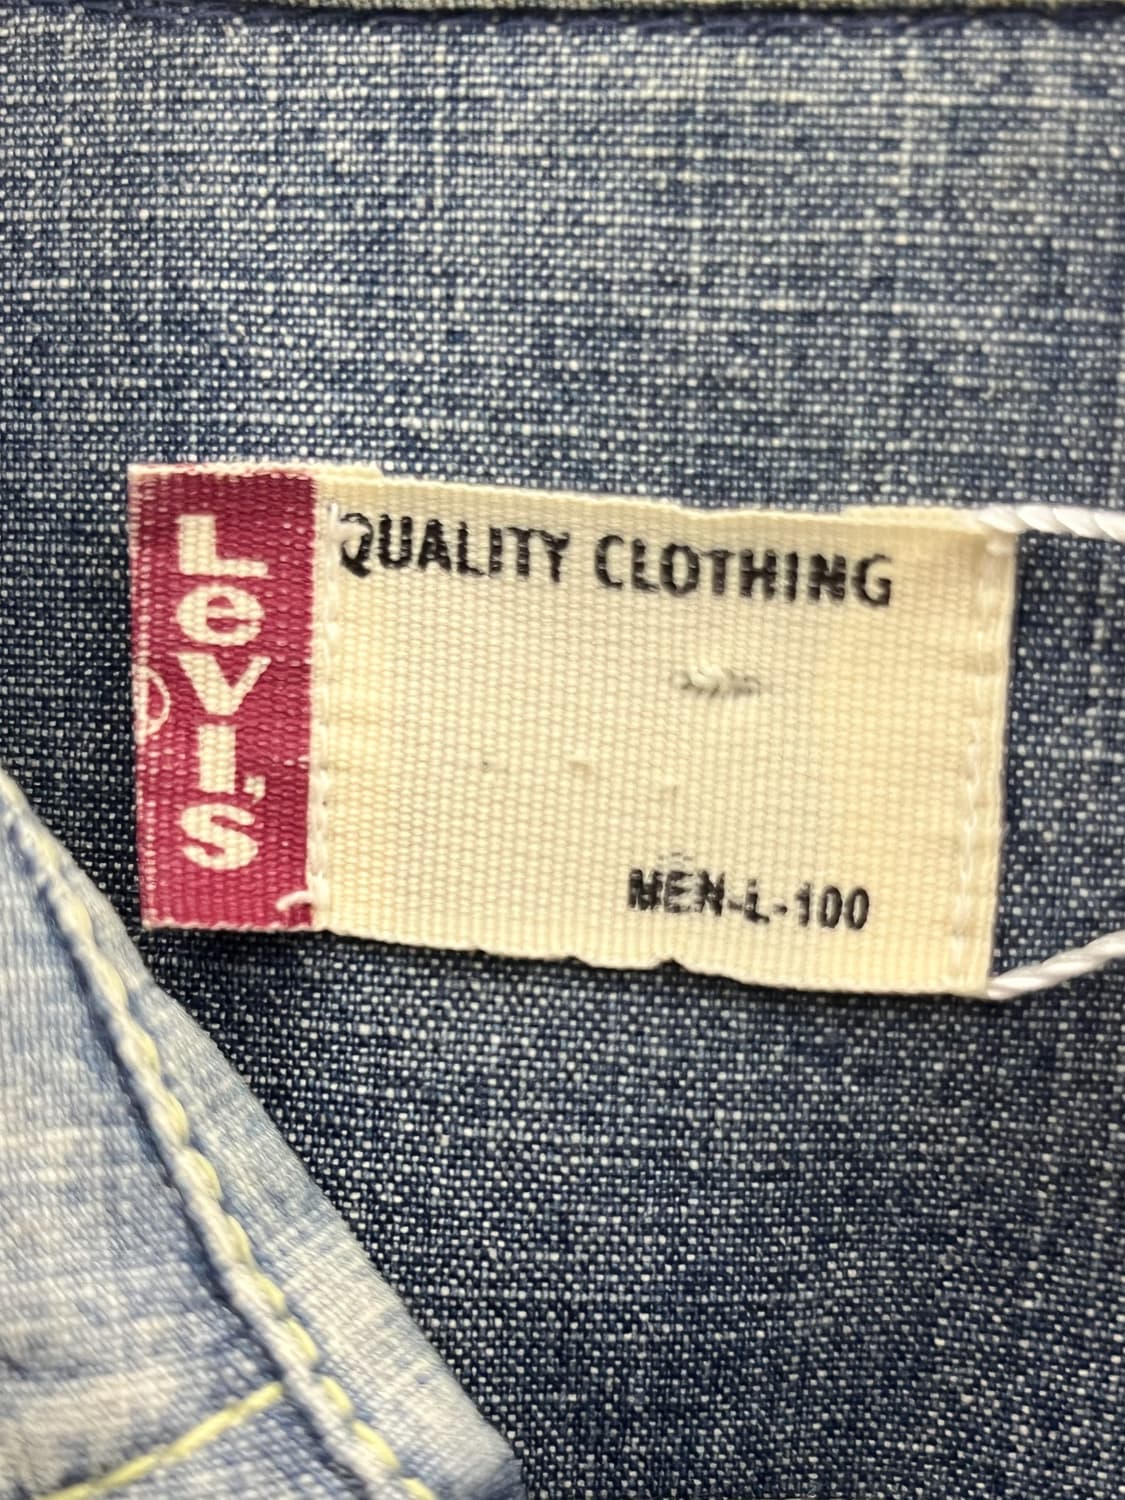 LeVI.S
QUALITY CLOTHING
MEN-L-100